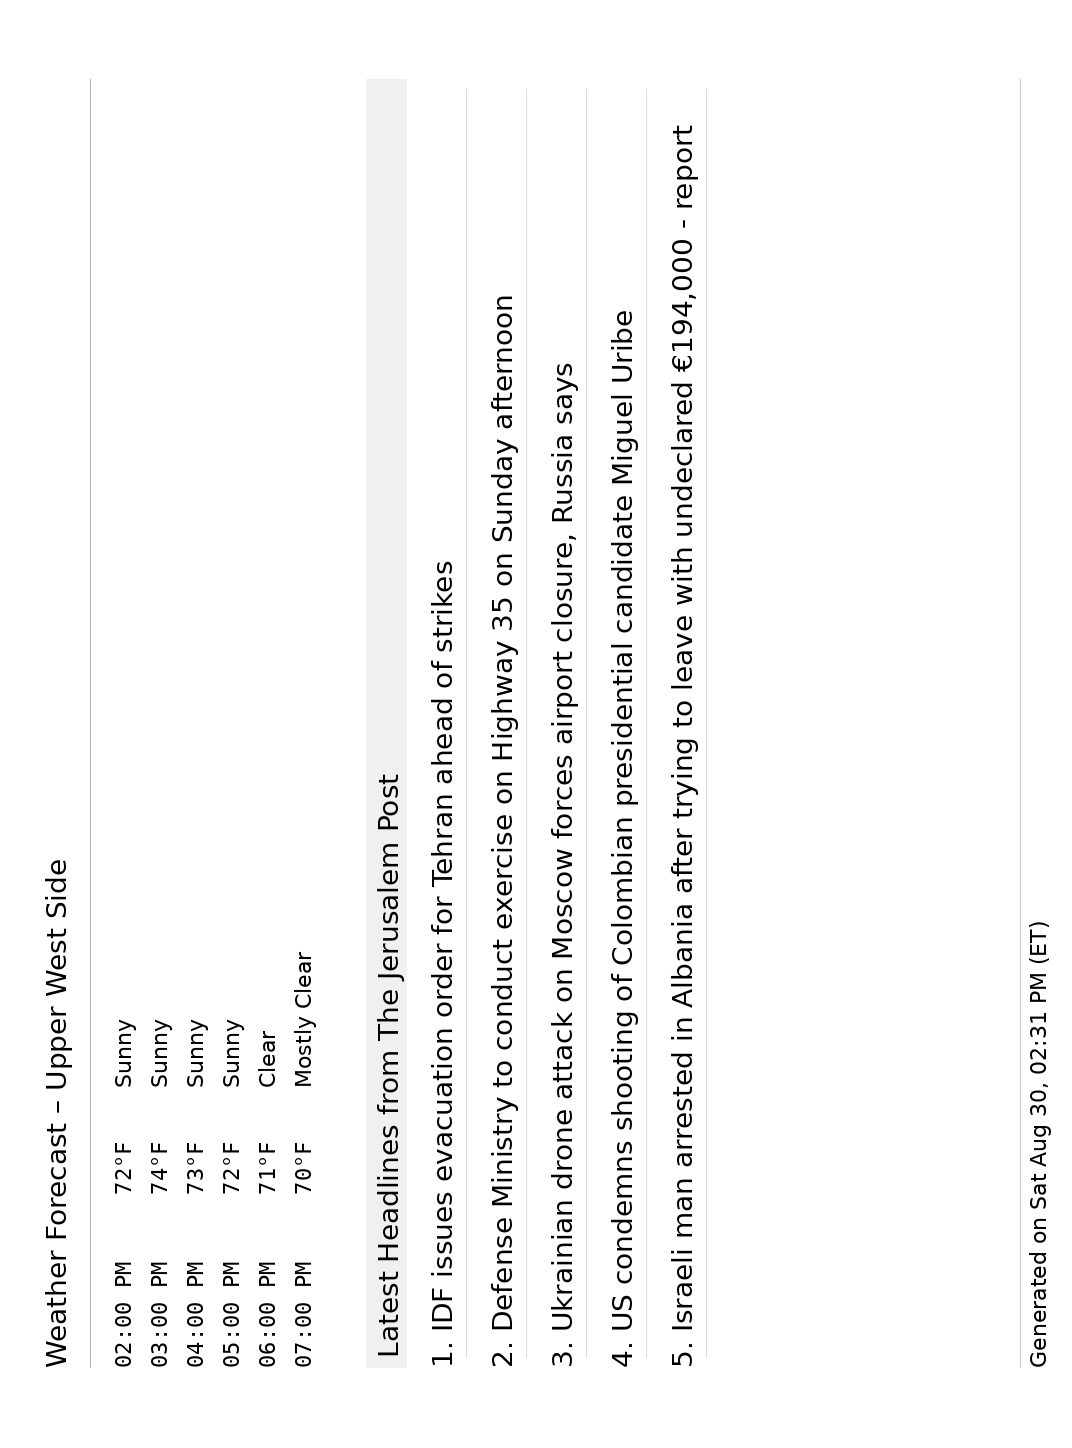 Weather Forecast – Upper West Side
02:00 PM 72°F Sunny
03:00 PM 74°F Sunny
04:00 PM 73°F Sunny
05:00 PM 72°F Sunny
06:00 PM 71°F Clear
07:00 PM 70°F Mostly Clear
Latest Headlines from The Jerusalem Post
1. IDF issues evacuation order for Tehran ahead of strikes
2. Defense Ministry to conduct exercise on Highway 35 on Sunday afternoon
3. Ukrainian drone attack on Moscow forces airport closure, Russia says
4. US condemns shooting of Colombian presidential candidate Miguel Uribe
5. Israeli man arrested in Albania after trying to leave with undeclared €194,000 - report
Generated on Sat Aug 30, 02:31 PM (ET)